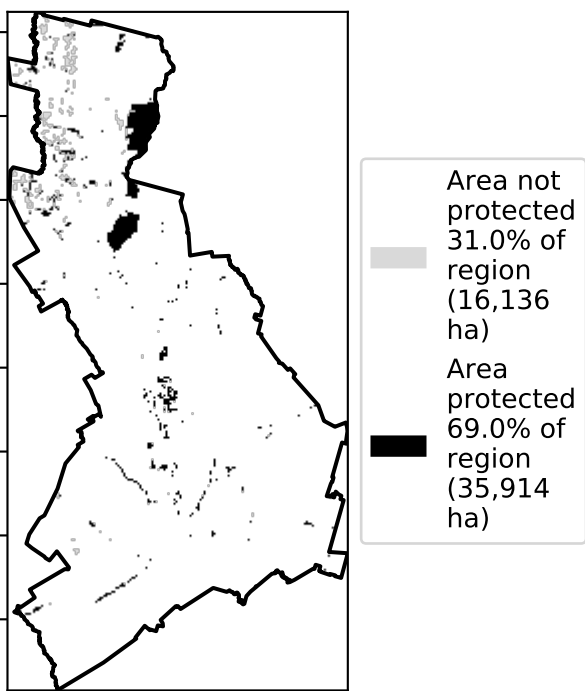 Area not
protected
31.0% of
region
(16,136
ha)
Area
protected
69.0% of
region
(35,914
ha)